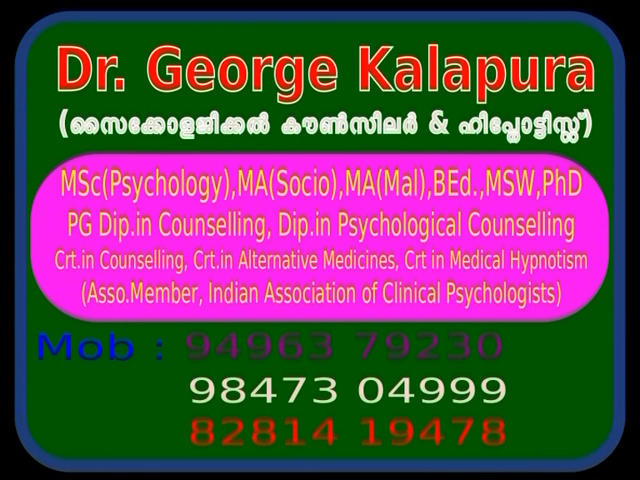 Dr. George Kalapura
(സൈക്കോളജിക്കൽ കൗൺസിലർ & ഹിപ്നോട്ടിസ്റ്റ്)
MSc(Psychology),MA(Socio),MA(Mal),BEd.,MSW,PhD
PG Dip.in Counselling, Dip.in Psychological Counselling
Crt.in Counselling, Crt.in Alternative Medicines, Crt in Medical Hypnotism
(Asso.Member, Indian Association of Clinical Psychologists)
Mob : 94963 79230
98473 04999
82814 19478